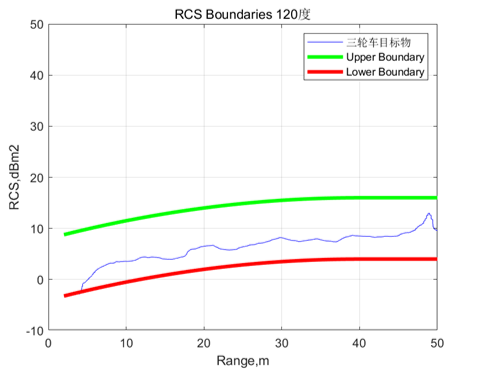 RCS Boundaries 120度
50
40
30
20
10
0
-10
RCS,dBm2
三轮车目标物
Upper Boundary
Lower Boundary
0 10 20 30 40 50
Range,m